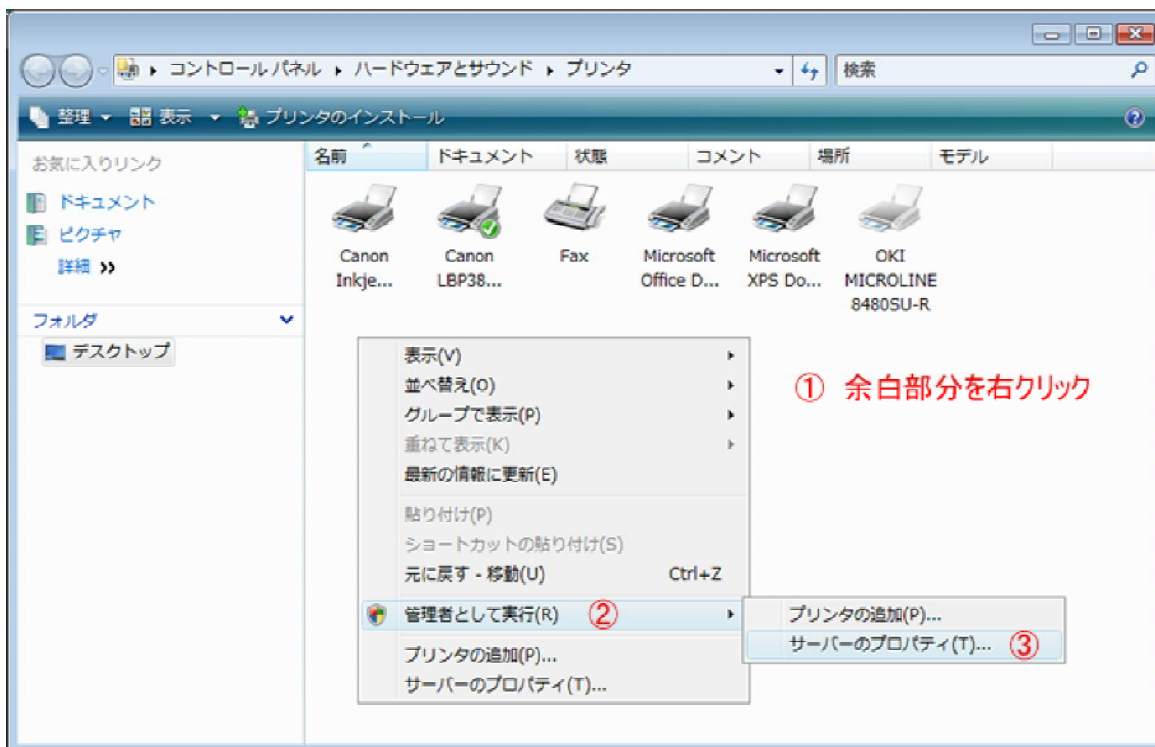 コントロール パネル ▸ ハードウェアとサウンド ▸ プリンタ
検索
整理 表示 プリンタのインストール
お気に入りリンク
ドキュメント
ピクチャ
詳細 >>
フォルダ
デスクトップ
名前 ドキュメント 状態 コメント 場所 モデル
Canon
Inkje...
Canon
LBP38...
Fax
Microsoft
Office D...
Microsoft
XPS Do...
OKI
MICROLINE
8480SU-R
① 余白部分を右クリック
表示(V)
並べ替え(O)
グループで表示(P)
重ねて表示(K)
最新の情報に更新(E)
貼り付け(P)
ショートカットの貼り付け(S)
元に戻す - 移動(U) Ctrl+Z
管理者として実行(R) ②
プリンタの追加(P)...
サーバーのプロパティ(T)...
プリンタの追加(P)...
サーバーのプロパティ(T)... ③